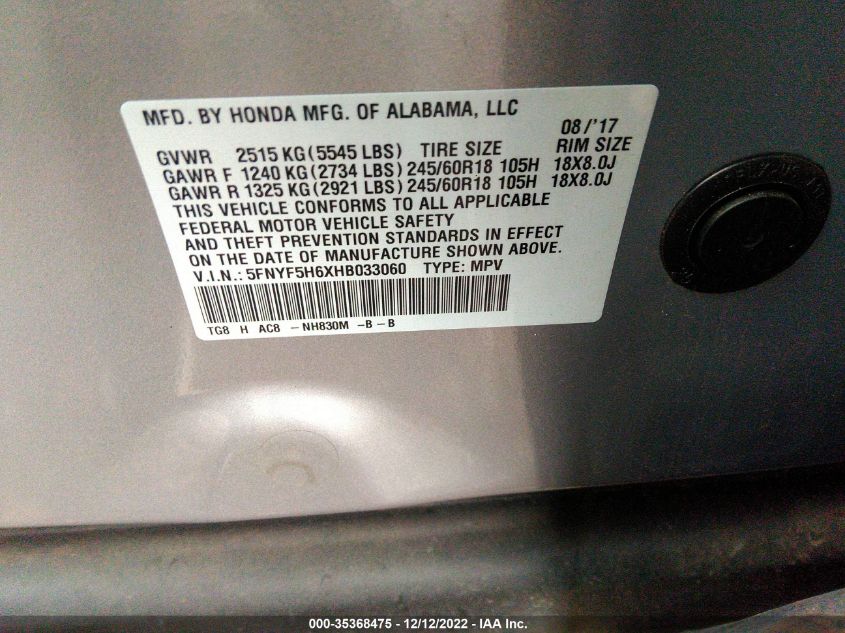 MFD. BY HONDA MFG. OF ALABAMA, LLC
08/'17
GVWR 2515 KG (5545 LBS) TIRE SIZE RIM SIZE
GAWR F 1240 KG (2734 LBS) 245/60R18 105H 18X8.0J
GAWR R 1325 KG (2921 LBS) 245/60R18 105H 18X8.0J
THIS VEHICLE CONFORMS TO ALL APPLICABLE
FEDERAL MOTOR VEHICLE SAFETY
AND THEFT PREVENTION STANDARDS IN EFFECT
ON THE DATE OF MANUFACTURE SHOWN ABOVE.
V.I.N.: 5FNYF5H6XHB033060 TYPE: MPV
TG8 H AC8 - NH830M - B - B
000-35368475 - 12/12/2022 - IAA Inc.